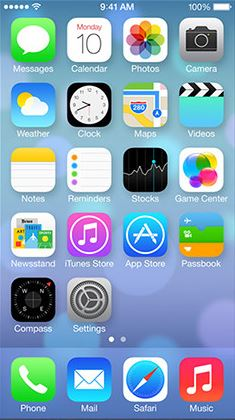 9:41 AM 100%
Monday
10
Messages Calendar Photos Camera
280
Weather Clock Maps Videos
Notes Reminders Stocks Game Center
Newsstand iTunes Store App Store Passbook
Compass Settings
Phone Mail Safari Music